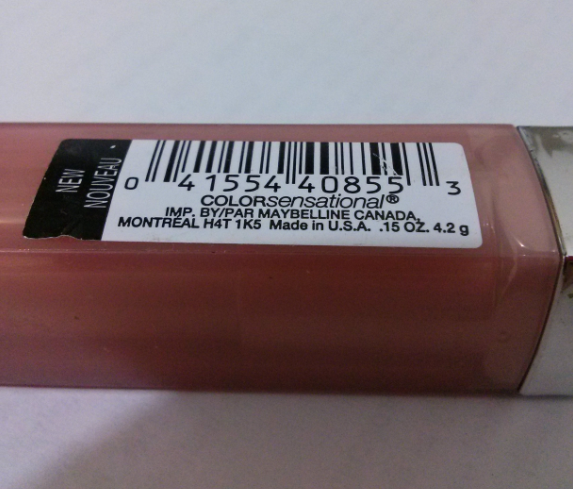 NEW
NOUVEAU
0 41554 40855 3
COLORsensational®
IMP. BY/PAR MAYBELLINE CANADA,
MONTREAL H4T 1K5 Made in U.S.A. .15 OZ. 4.2 g